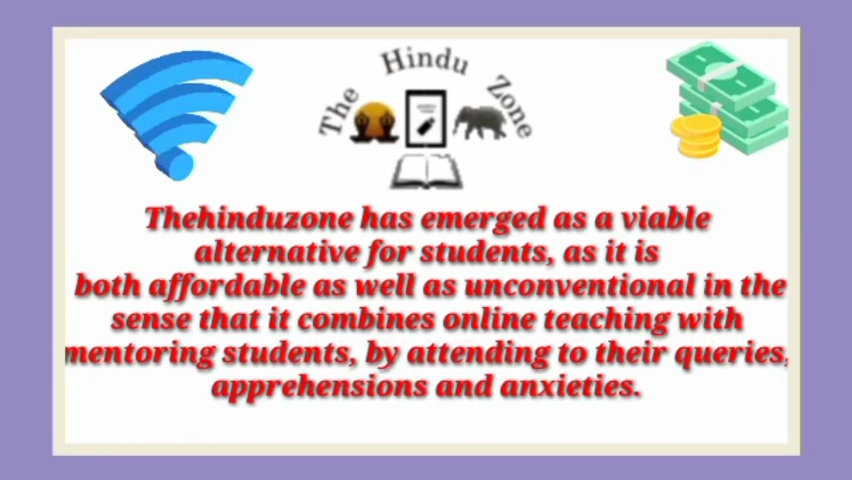 The Hindu Zone
Thehinduzone has emerged as a viable
alternative for students, as it is
both affordable as well as unconventional in the
sense that it combines online teaching with
mentoring students, by attending to their queries,
apprehensions and anxieties.